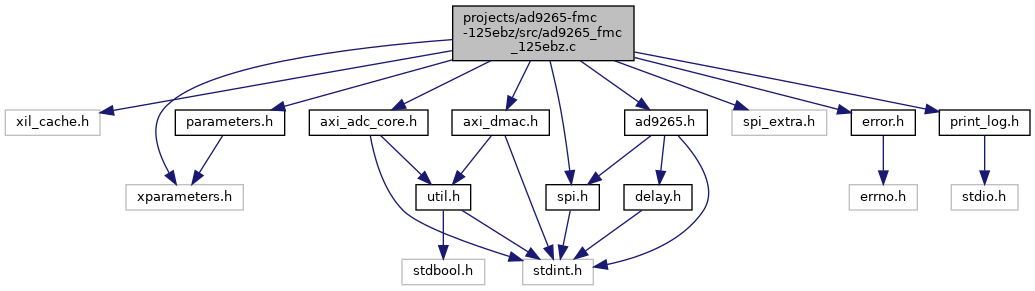 projects/ad9265-fmc
-125ebz/src/ad9265_fmc
_125ebz.c
xil_cache.h
parameters.h
axi_adc_core.h
axi_dmac.h
ad9265.h
spi_extra.h
error.h
print_log.h
xparameters.h
util.h
spi.h
delay.h
errno.h
stdio.h
stdbool.h
stdint.h